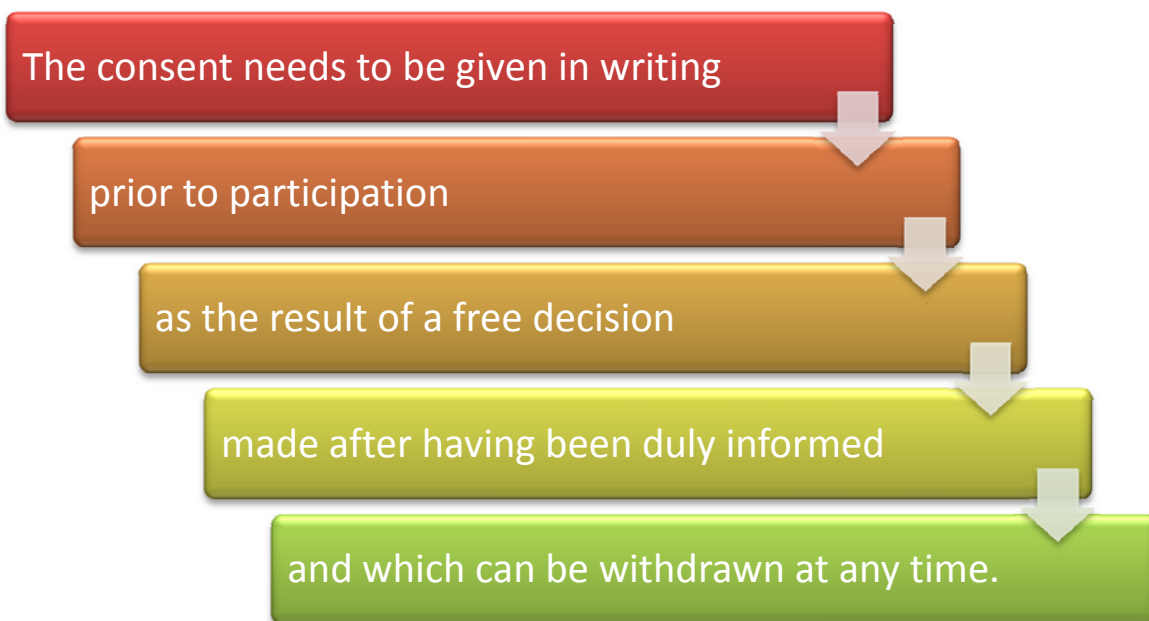 The consent needs to be given in writing
prior to participation
as the result of a free decision
made after having been duly informed
and which can be withdrawn at any time.